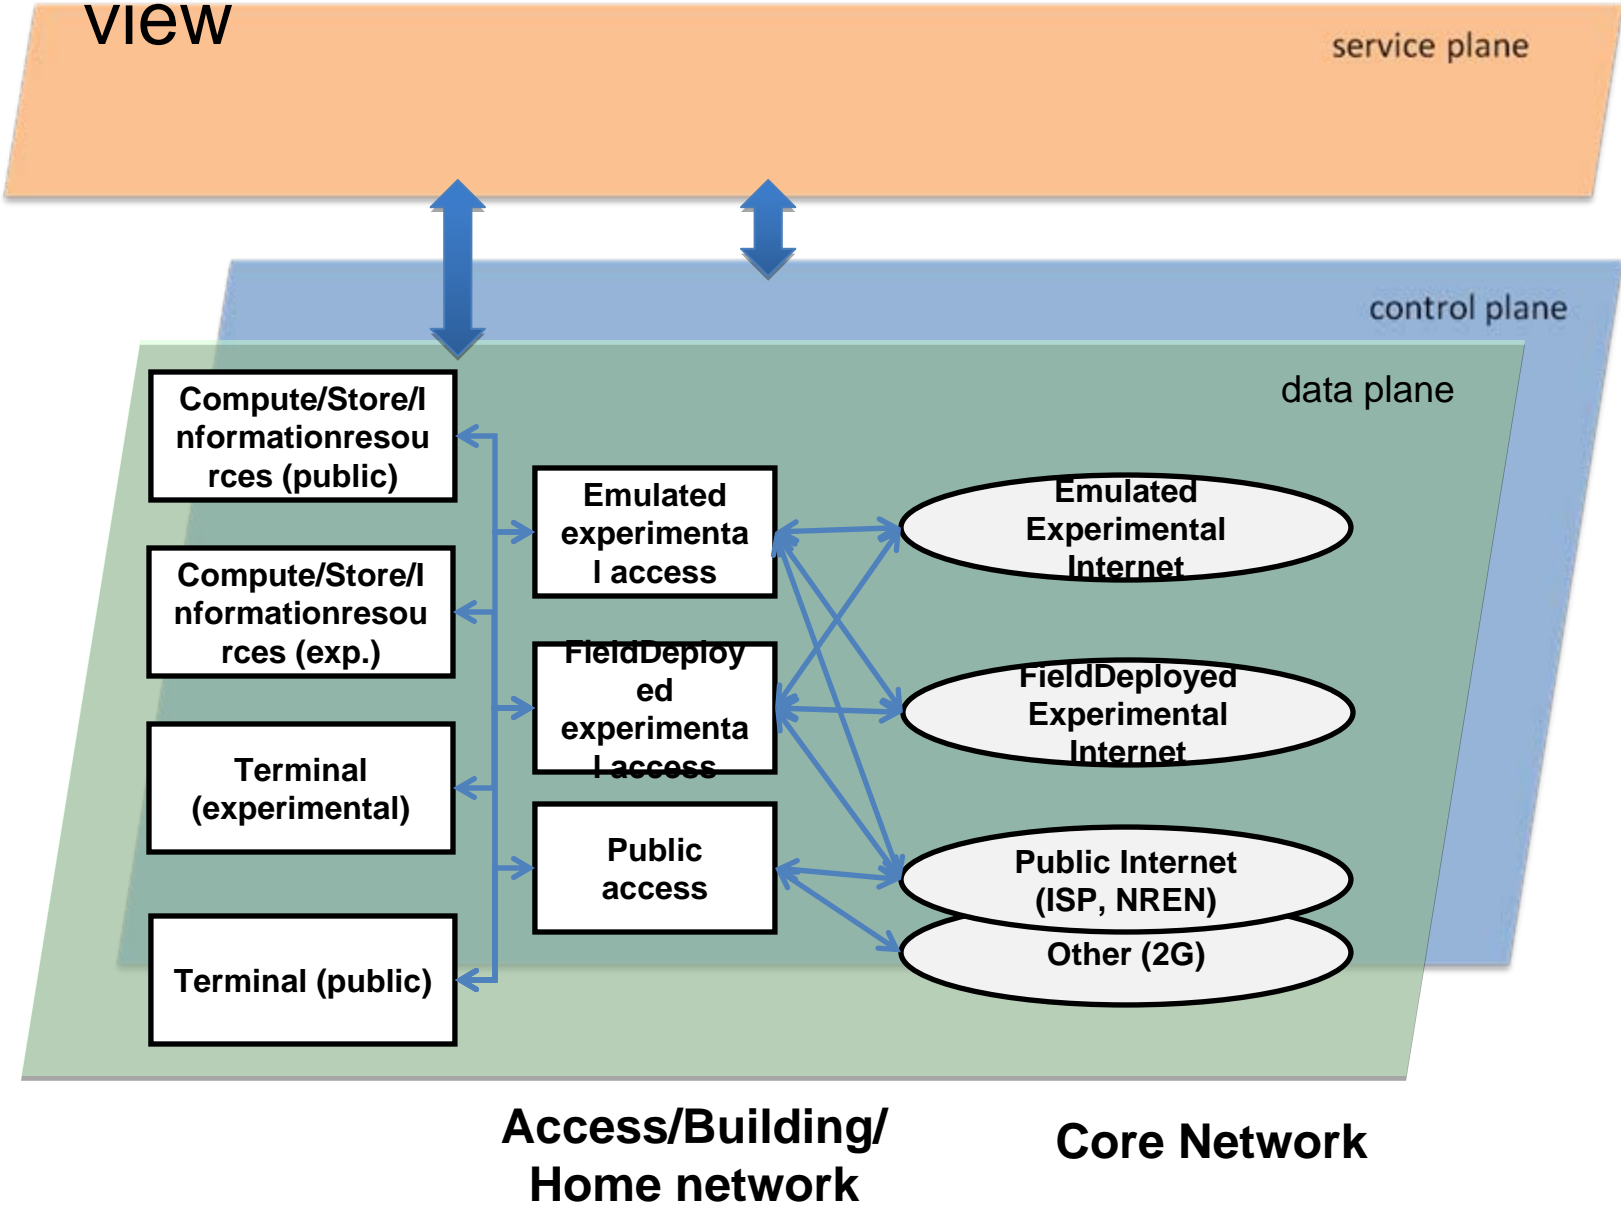 view
service plane
control plane
data plane
Compute/Store/I
nformationresou
rces (public)
Compute/Store/I
nformationresou
rces (exp.)
Terminal
(experimental)
Terminal (public)
Emulated
experimenta
l access
FieldDeploy
ed
experimenta
l access
Public
access
Emulated
Experimental
Internet
FieldDeployed
Experimental
Internet
Public Internet
(ISP, NREN)
Other (2G)
Access/Building/
Home network
Core Network